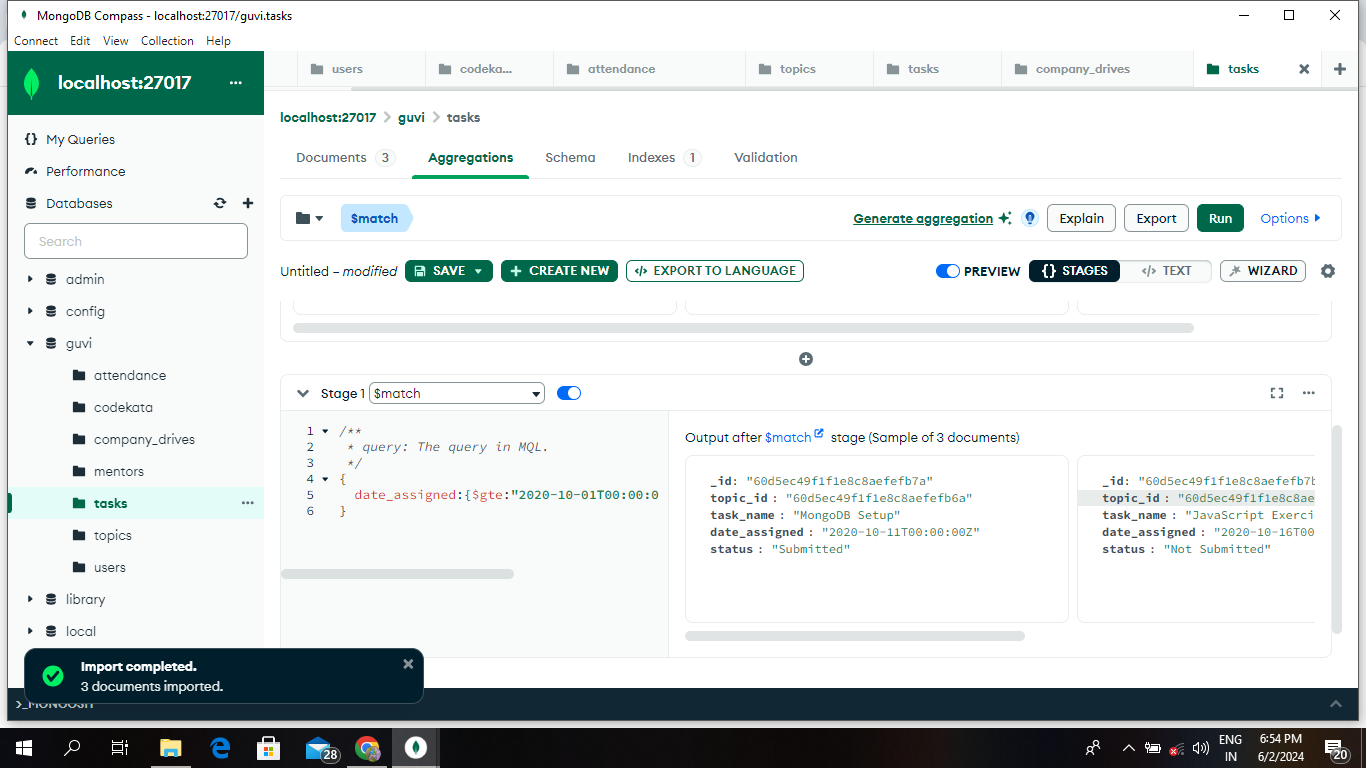 MongoDB Compass - localhost:27017/guvi.tasks
Connect Edit View Collection Help
localhost:27017 ...
{} My Queries
Performance
Databases
Search
admin
config
guvi
attendance
codekata
company_drives
mentors
tasks ...
topics
users
library
local
users codeka... attendance topics tasks company_drives tasks
localhost:27017 > guvi > tasks
Documents 3 Aggregations Schema Indexes 1 Validation
$match Generate aggregation Explain Export Run Options
Untitled – modified SAVE + CREATE NEW </> EXPORT TO LANGUAGE PREVIEW {} STAGES </> TEXT WIZARD
Stage 1 $match ...
1 /**
2 * query: The query in MQL.
3 */
4 {
5 date_assigned:{$gte:"2020-10-01T00:00:0
6 }
Output after $match stage (Sample of 3 documents)
_id: "60d5ec49f1f1e8c8aefefb7a"
topic_id : "60d5ec49f1f1e8c8aefefb6a"
task_name : "MongoDB Setup"
date_assigned : "2020-10-11T00:00:00Z"
status : "Submitted"
_id: "60d5ec49f1f1e8c8aefefb7b
topic_id : "60d5ec49f1f1e8c8ae
task_name : "JavaScript Exerci
date_assigned : "2020-10-16T00
status : "Not Submitted"
Import completed.
3 documents imported.
>_MONGOSH
28
ENG
IN
6:54 PM
6/2/2024
20